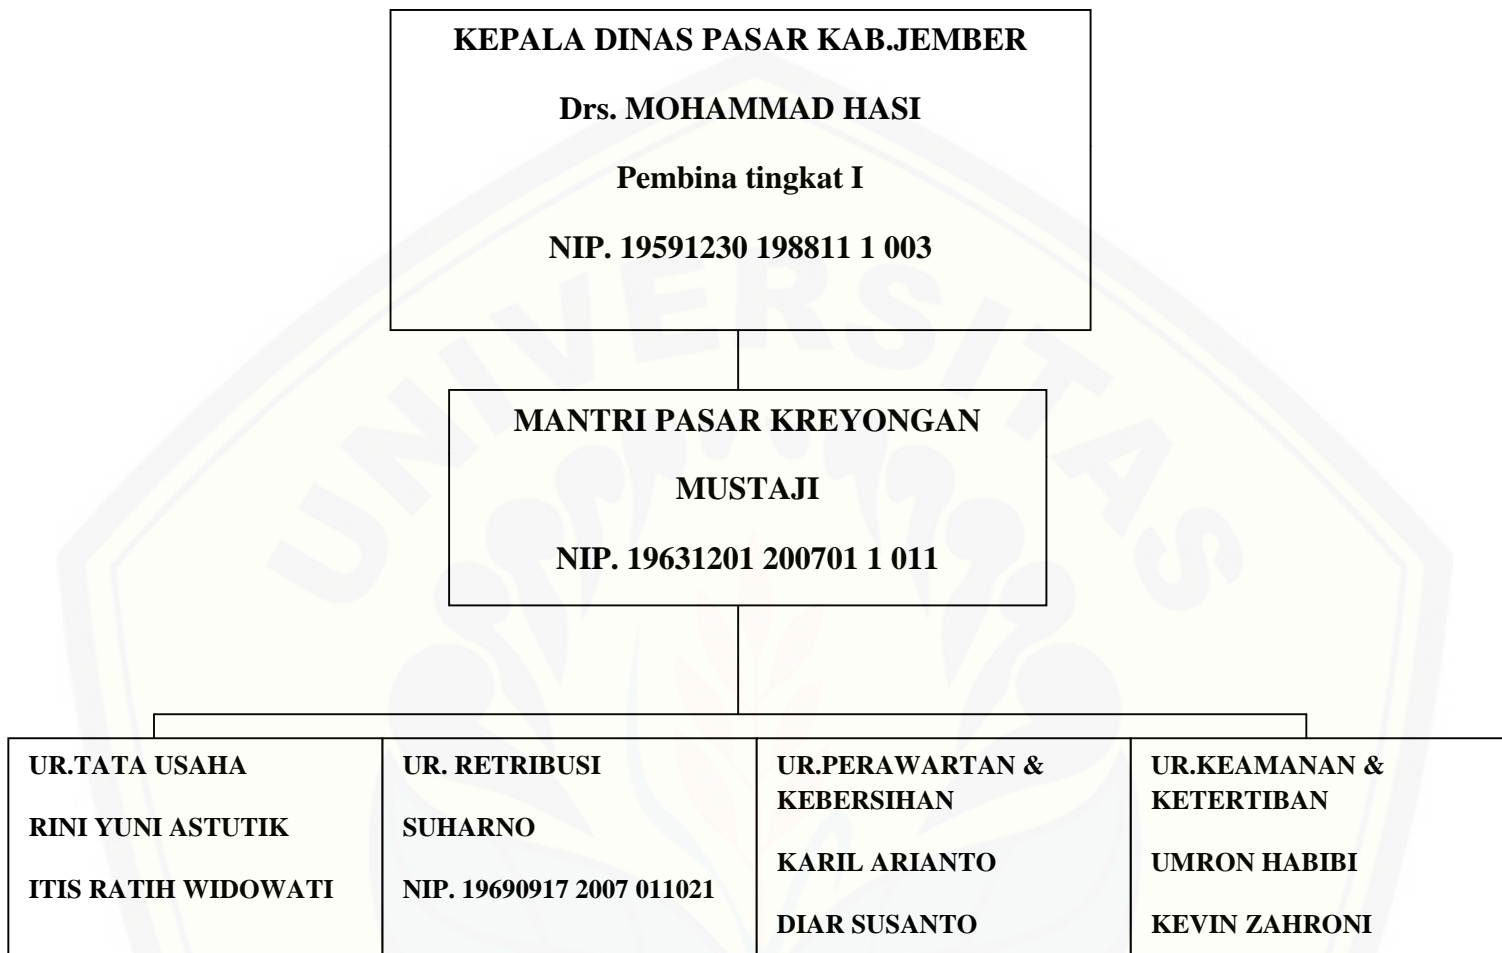 KEPALA DINAS PASAR KAB.JEMBER
Drs. MOHAMMAD HASI
Pembina tingkat I
NIP. 19591230 198811 1 003
UNIVERSITAS
MANTRI PASAR KREYONGAN
MUSTAJI
NIP. 19631201 200701 1 011
UR.TATA USAHA
RINI YUNI ASTUTIK
ITIS RATIH WIDOWATI
UR. RETRIBUSI
SUHARNO
NIP. 19690917 2007 011021
UR.PERAWARTAN &
KEBERSIHAN
KARIL ARIANTO
DIAR SUSANTO
UR.KEAMANAN &
KETERTIBAN
UMRON HABIBI
KEVIN ZAHRONI